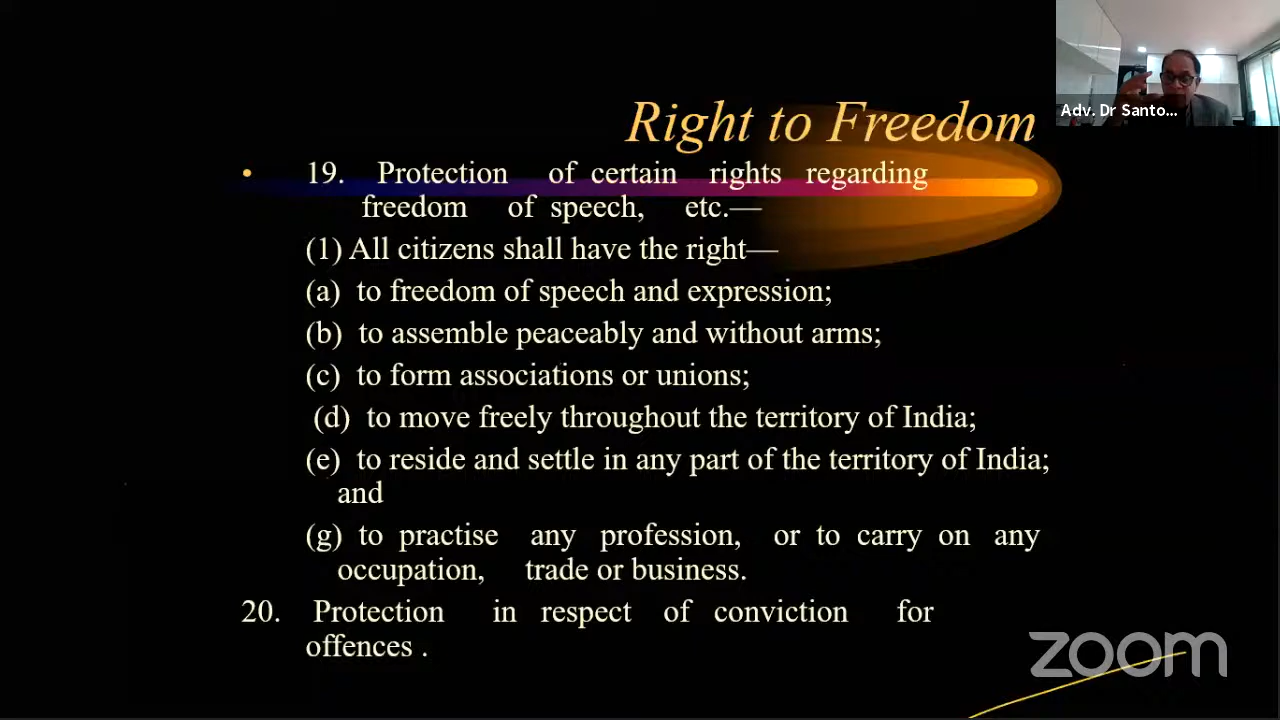 Adv. Dr Santo...
Right to Freedom
• 19. Protection of certain rights regarding
freedom of speech, etc.—
(1) All citizens shall have the right—
(a) to freedom of speech and expression;
(b) to assemble peaceably and without arms;
(c) to form associations or unions;
(d) to move freely throughout the territory of India;
(e) to reside and settle in any part of the territory of India;
and
(g) to practise any profession, or to carry on any
occupation, trade or business.
20. Protection in respect of conviction for
offences .
zoom